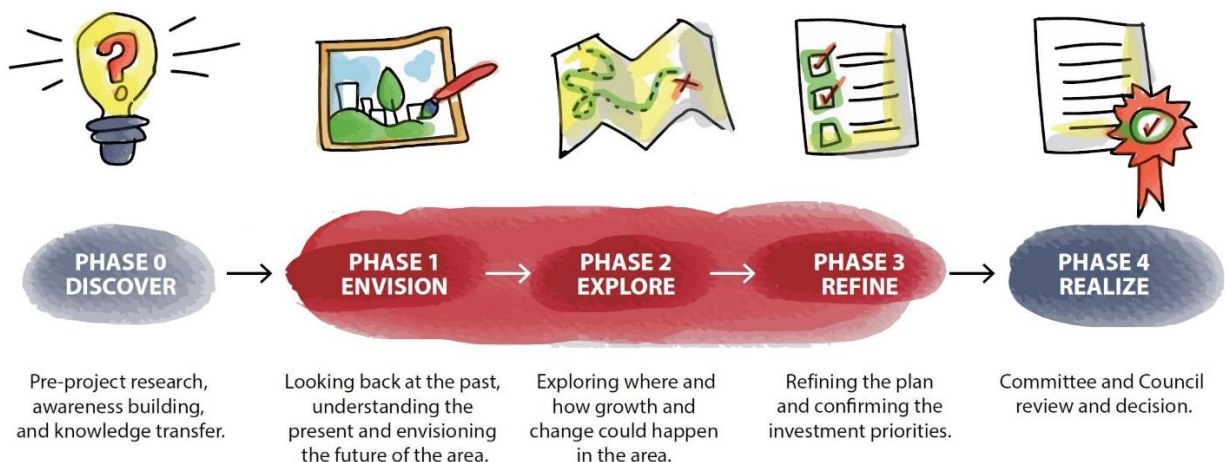 ?
PHASE 0
DISCOVER
PHASE 1
ENVISION
PHASE 2
EXPLORE
PHASE 3
REFINE
PHASE 4
REALIZE
Pre-project research,
awareness building,
and knowledge transfer.
Looking back at the past,
understanding the
present and envisioning
the future of the area.
Exploring where and
how growth and
change could happen
in the area.
Refining the plan
and confirming the
investment priorities.
Committee and Council
review and decision.